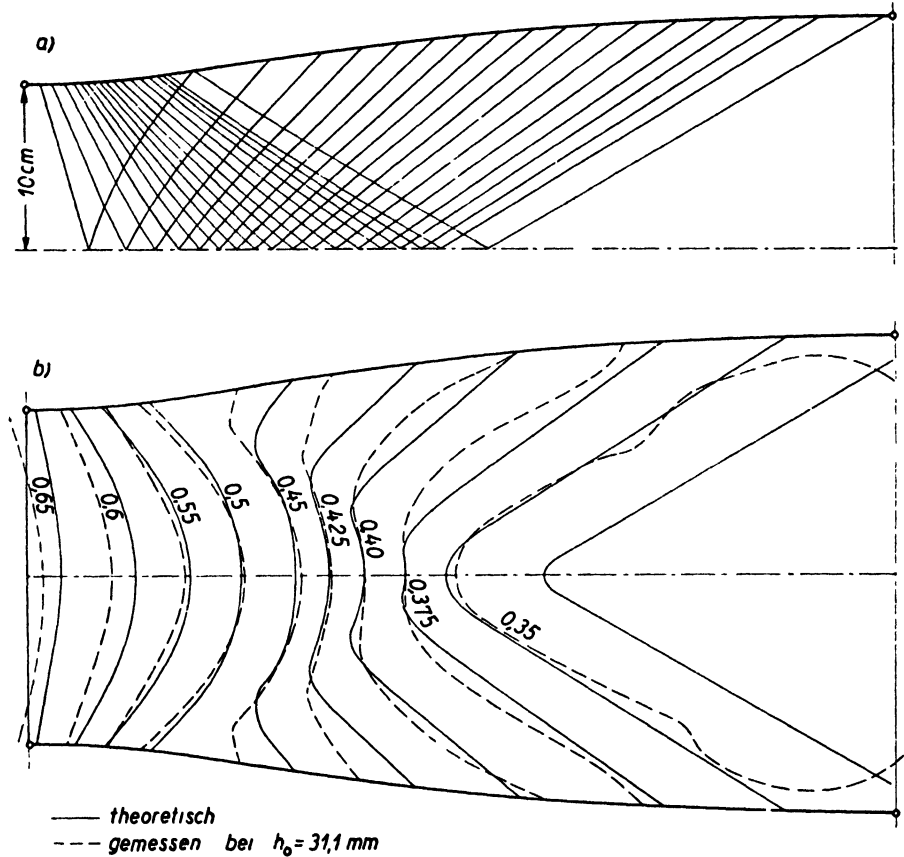 a)
10cm
b)
0,65
0,6
0,55
0,5
0,45
0,425
0,40
0,375
0,35
theoretisch
gemessen bei h₀ = 31,1 mm